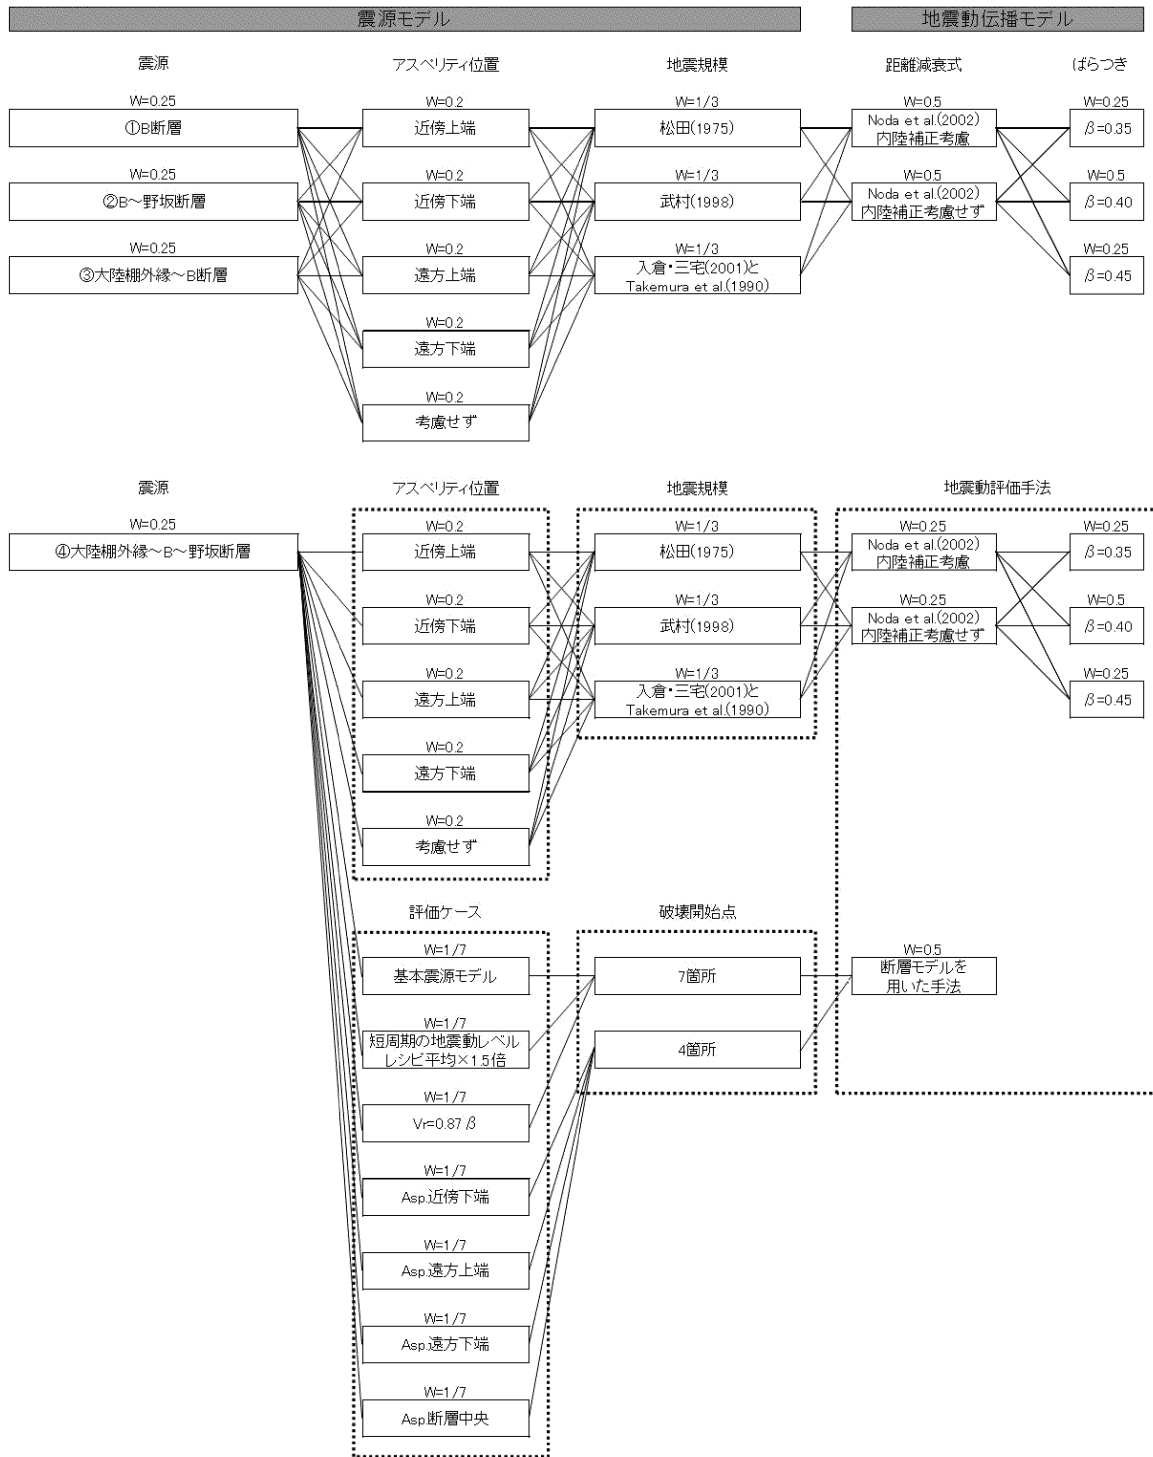 震源モデル 地震動伝播モデル
震源 アスペリティ位置 地震規模 距離減衰式 ばらつき
W=0.25 W=0.2 W=1/3 W=0.5 W=0.25
①B断層 近傍上端 松田(1975) Noda et al.(2002) β=0.35
内陸補正考慮
W=0.25 W=0.2 W=1/3 W=0.5 W=0.5
②B～野坂断層 近傍下端 武村(1998) Noda et al.(2002) β=0.40
内陸補正考慮せず
W=0.25 W=0.2 W=1/3 W=0.25
③大陸棚外縁～B断層 遠方上端 入倉・三宅(2001)と β=0.45
Takemura et al.(1990)
W=0.2
遠方下端
W=0.2
考慮せず
震源 アスペリティ位置 地震規模 地震動評価手法
W=0.25 W=0.2 W=1/3 W=0.25 W=0.25
④大陸棚外縁～B～野坂断層 近傍上端 松田(1975) Noda et al.(2002) β=0.35
内陸補正考慮
W=0.2 W=1/3 W=0.25 W=0.5
近傍下端 武村(1998) Noda et al.(2002) β=0.40
内陸補正考慮せず
W=0.2 W=1/3 W=0.25
遠方上端 入倉・三宅(2001)と β=0.45
Takemura et al.(1990)
W=0.2
遠方下端
W=0.2
考慮せず
評価ケース 破壊開始点
W=1/7 W=0.5
基本震源モデル 7箇所 断層モデルを
用いた手法
W=1/7
短周期の地震動レベル 4箇所
レシピ平均×1.5倍
W=1/7
Vr=0.87β
W=1/7
Asp.近傍下端
W=1/7
Asp.遠方上端
W=1/7
Asp.遠方下端
W=1/7
Asp.断層中央